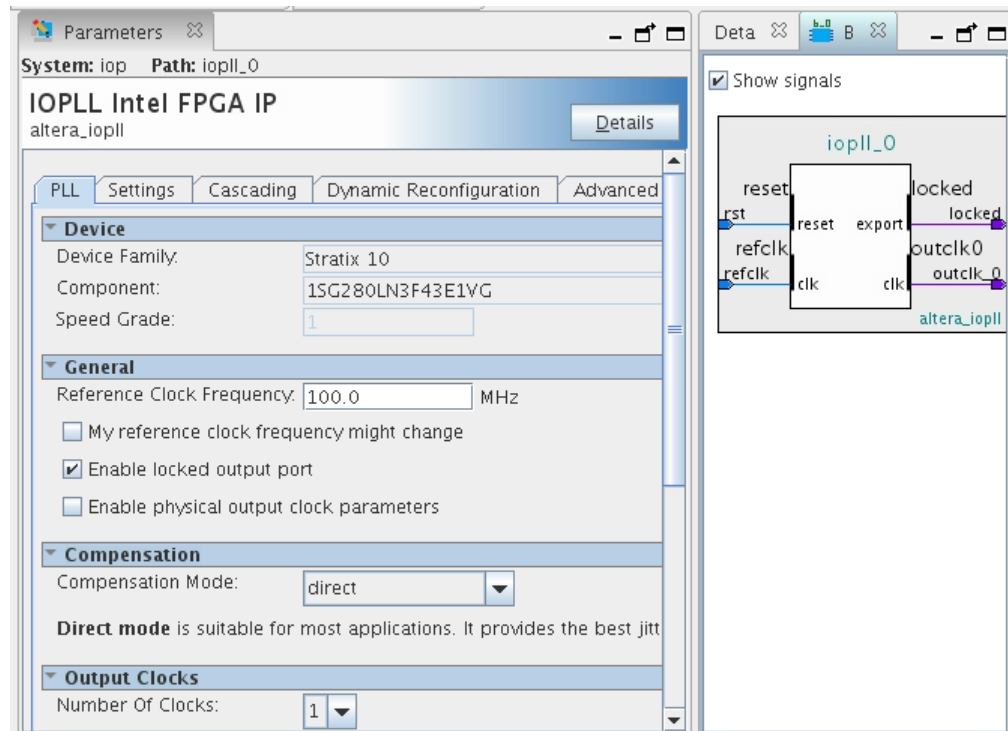 Parameters
System: iop Path: iopll_0
IOPLL Intel FPGA IP
altera_iopll
Details
PLL Settings Cascading Dynamic Reconfiguration Advanced
Device
Device Family: Stratix 10
Component: 1SG280LN3F43E1VG
Speed Grade: 1
General
Reference Clock Frequency: 100.0 MHz
My reference clock frequency might change
Enable locked output port
Enable physical output clock parameters
Compensation
Compensation Mode: direct
Direct mode is suitable for most applications. It provides the best jitt
Output Clocks
Number Of Clocks: 1
Deta B
Show signals
iopll_0
reset locked
rst locked
reset export
refclk outclk0
refclk outclk_0
clk clk
altera_iopll